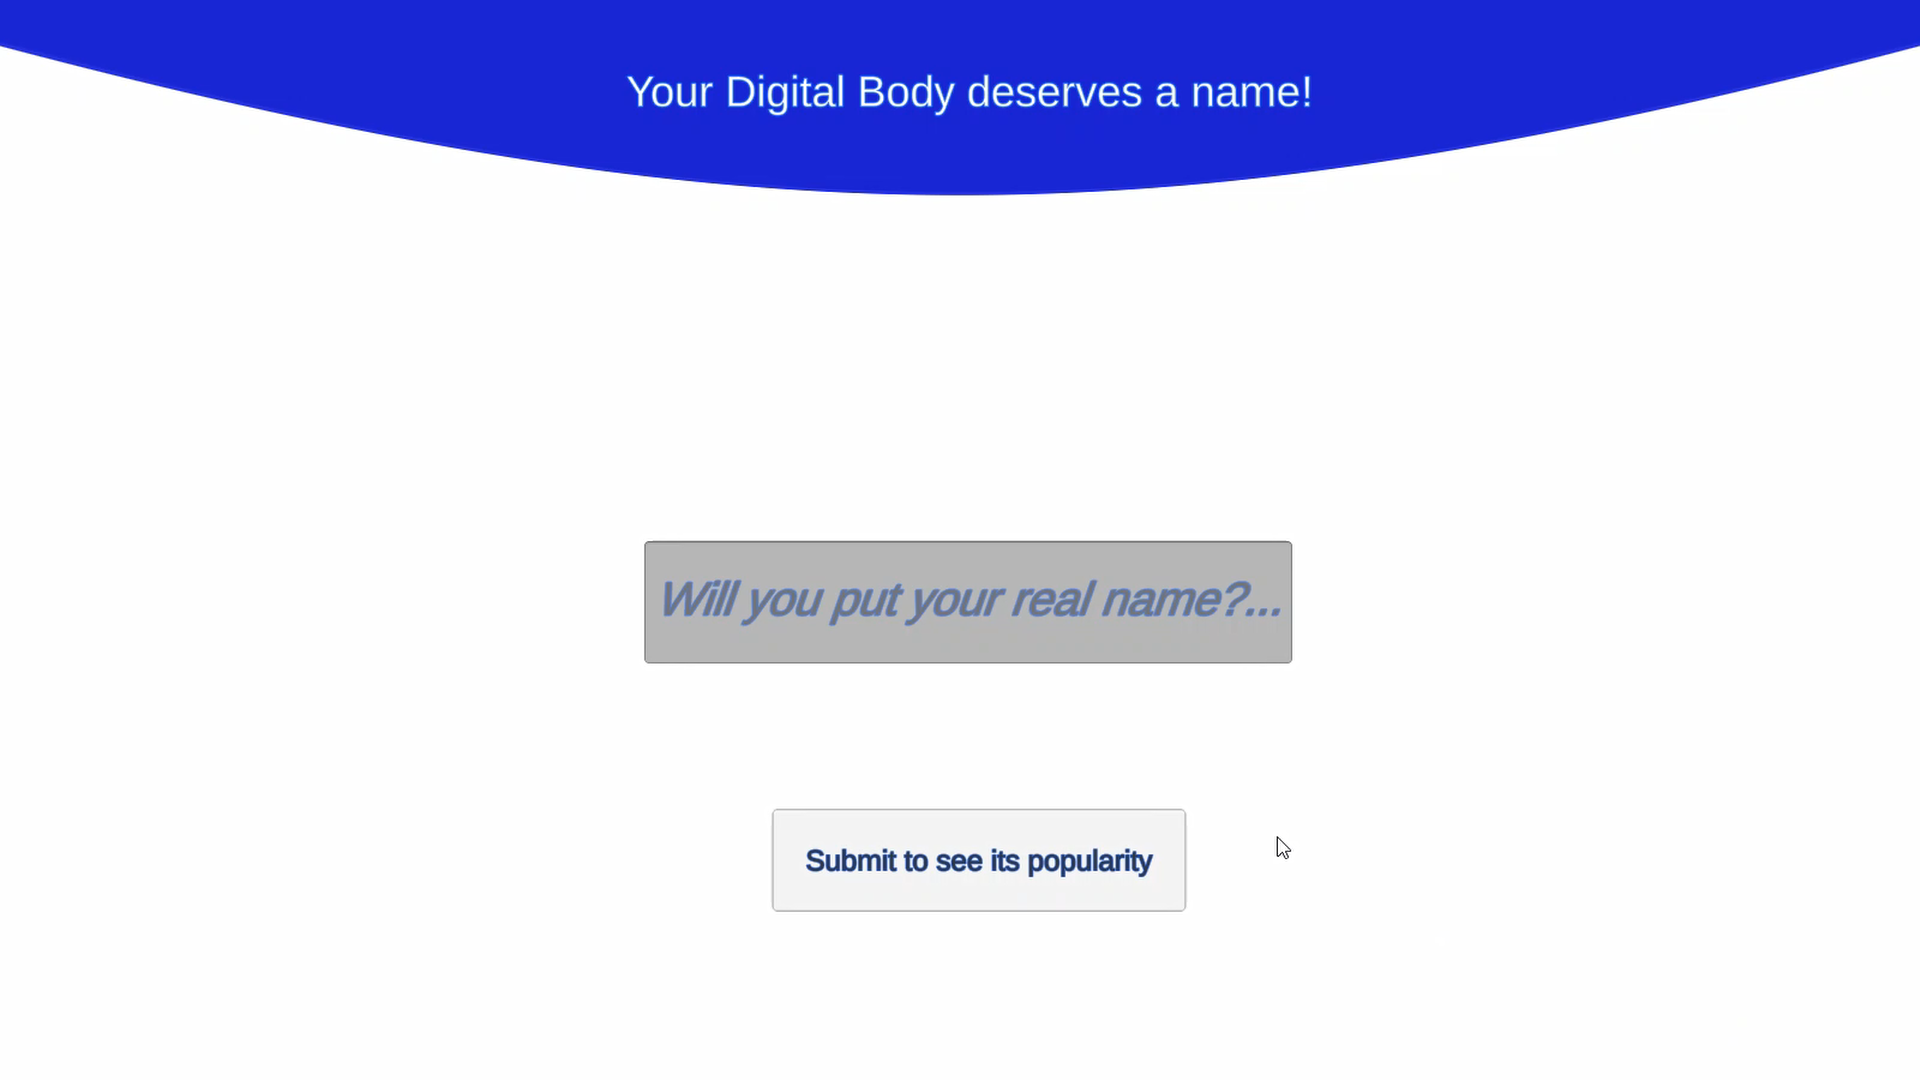 Your Digital Body deserves a name!
Will you put your real name?...
Submit to see its popularity